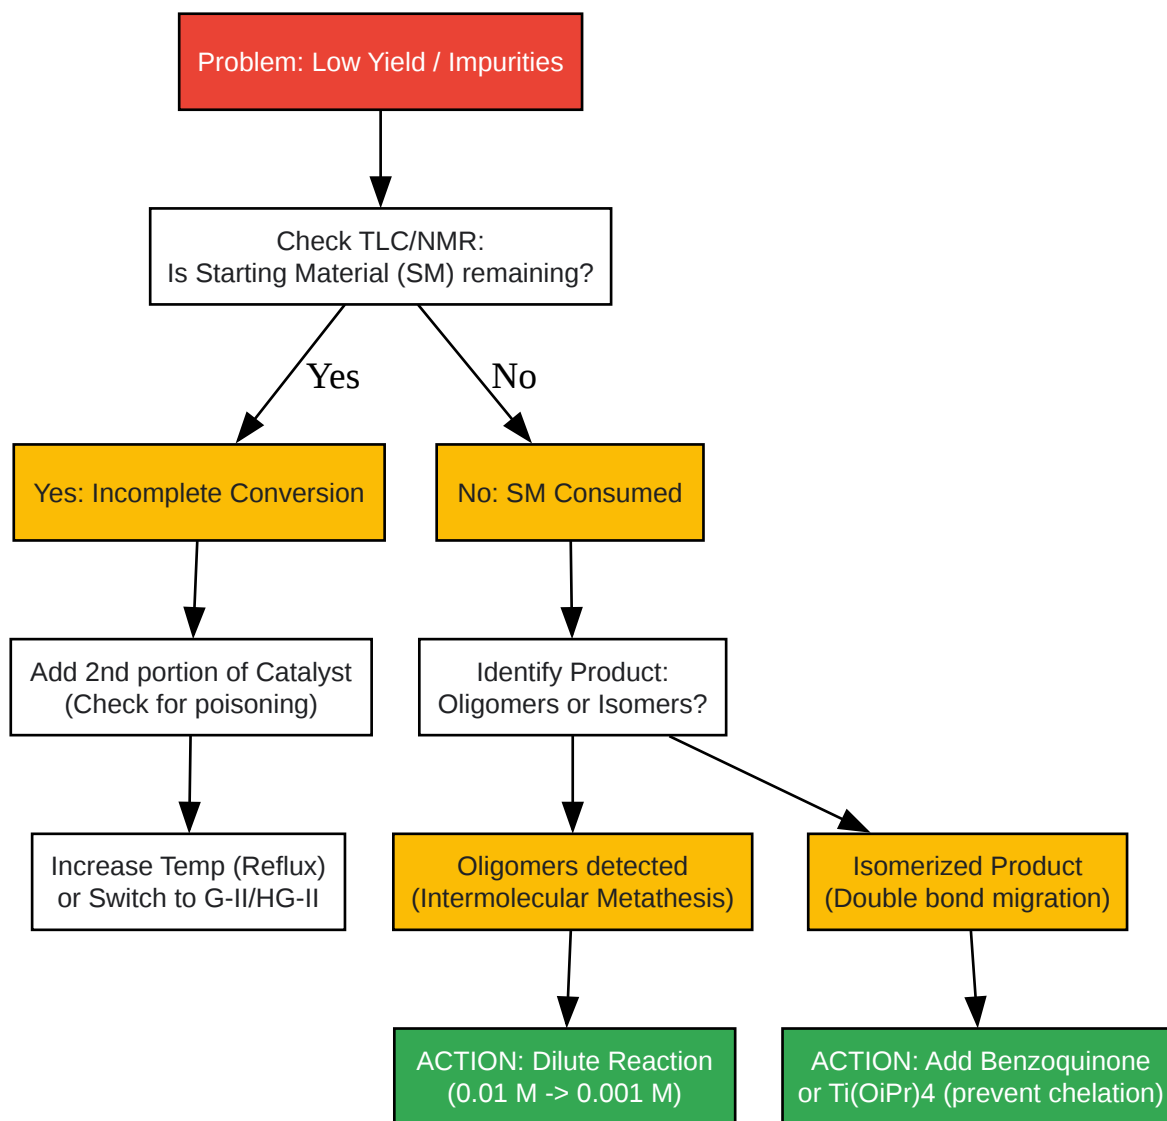 Problem: Low Yield / Impurities
Check TLC/NMR:
Is Starting Material (SM) remaining?
Yes
No
Yes: Incomplete Conversion
No: SM Consumed
Add 2nd portion of Catalyst
(Check for poisoning)
Identify Product:
Oligomers or Isomers?
Increase Temp (Reflux)
or Switch to G-II/HG-II
Oligomers detected
(Intermolecular Metathesis)
Isomerized Product
(Double bond migration)
ACTION: Dilute Reaction
(0.01 M -> 0.001 M)
ACTION: Add Benzoquinone
or Ti(OiPr)4 (prevent chelation)